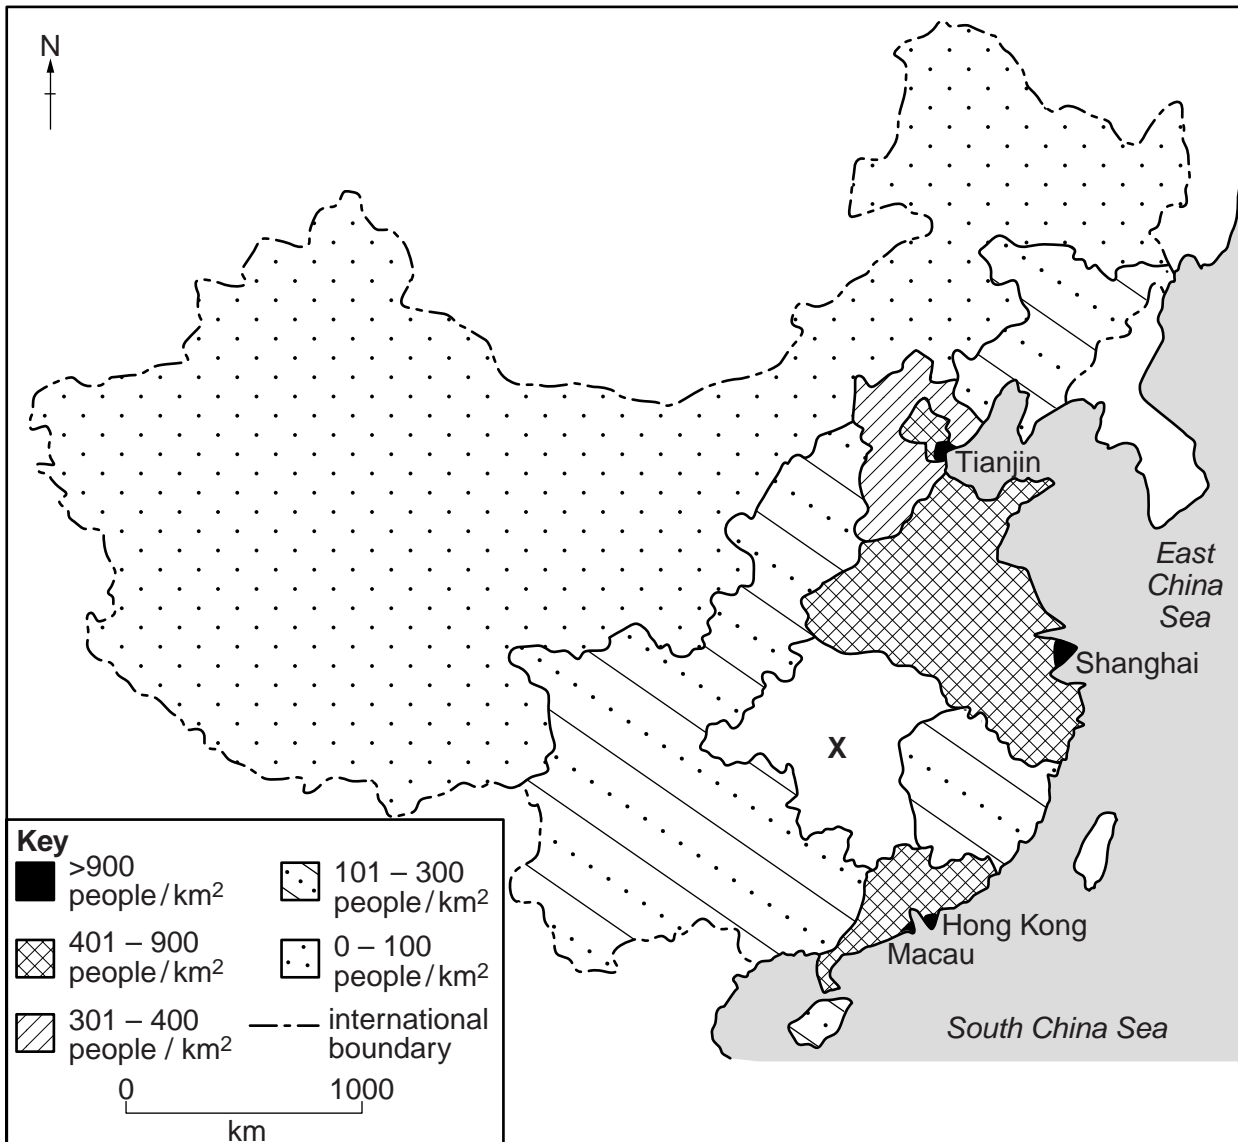 N
Tianjin
East
China
Sea
Shanghai
X
Hong Kong
Macau
South China Sea
Key
>900
people/km²
401 – 900
people/km²
301 – 400
people / km²
101 – 300
people/km²
0 – 100
people/km²
international
boundary
0 1000
km